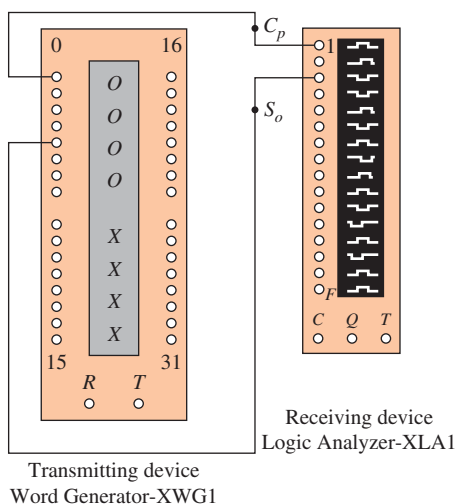 0 16
C_p
1
S_o
O
O
O
O
X
X
X
X
F
15 31
R T
C Q T
Receiving device
Logic Analyzer-XLA1
Transmitting device
Word Generator-XWG1